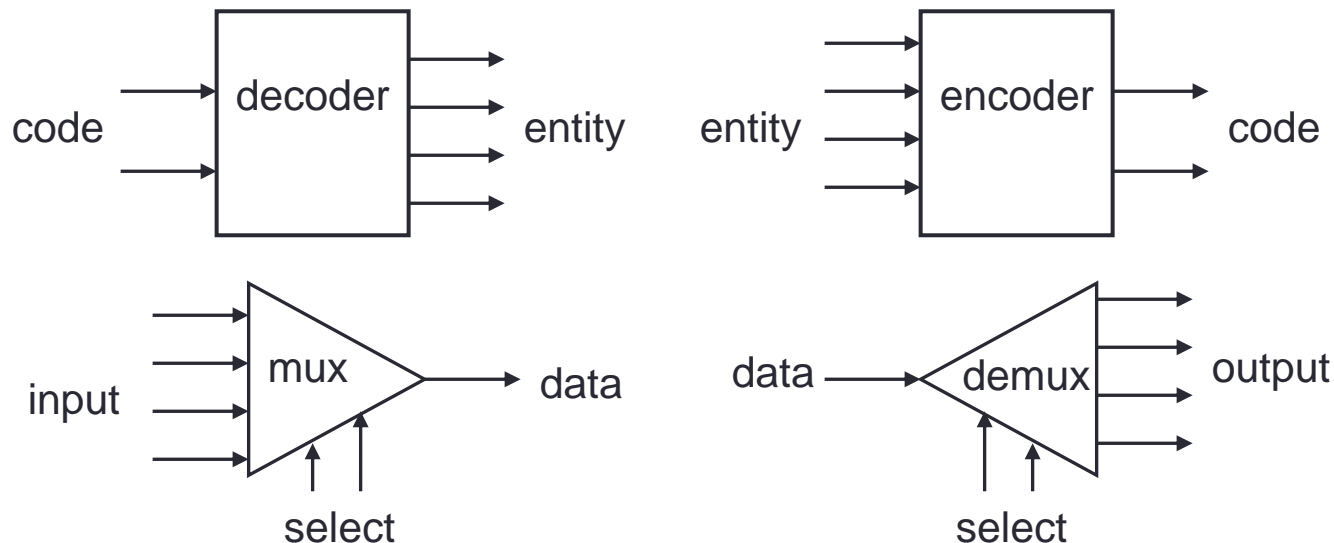 decoder
code
entity
encoder
entity
code
mux
input
data
select
demux
data
output
select